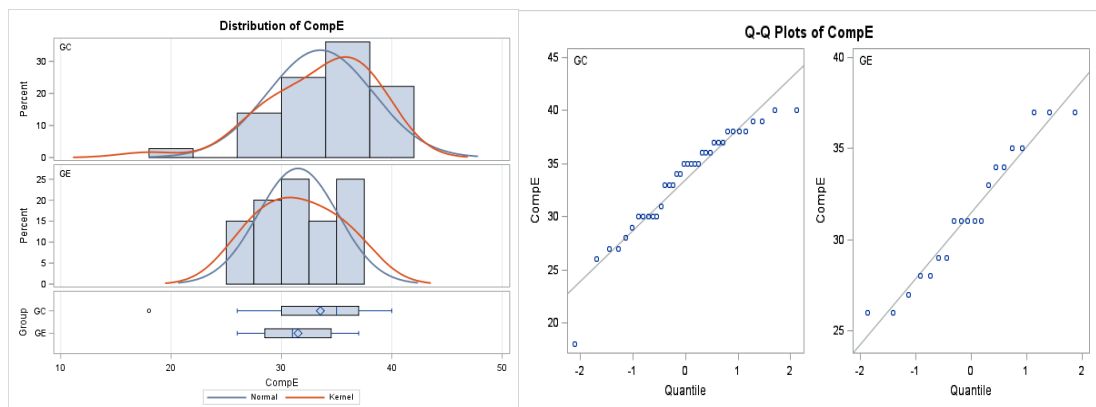 Distribution of CompE
GC
Percent
30
20
10
0
GE
Percent
25
20
15
10
5
0
Group
GC
GE
10 20 30 40 50
CompE
Normal Kernel
Q-Q Plots of CompE
GC
CompE
45
40
35
30
25
20
-2 -1 0 1 2
Quantile
GE
CompE
40
35
30
25
-2 -1 0 1 2
Quantile